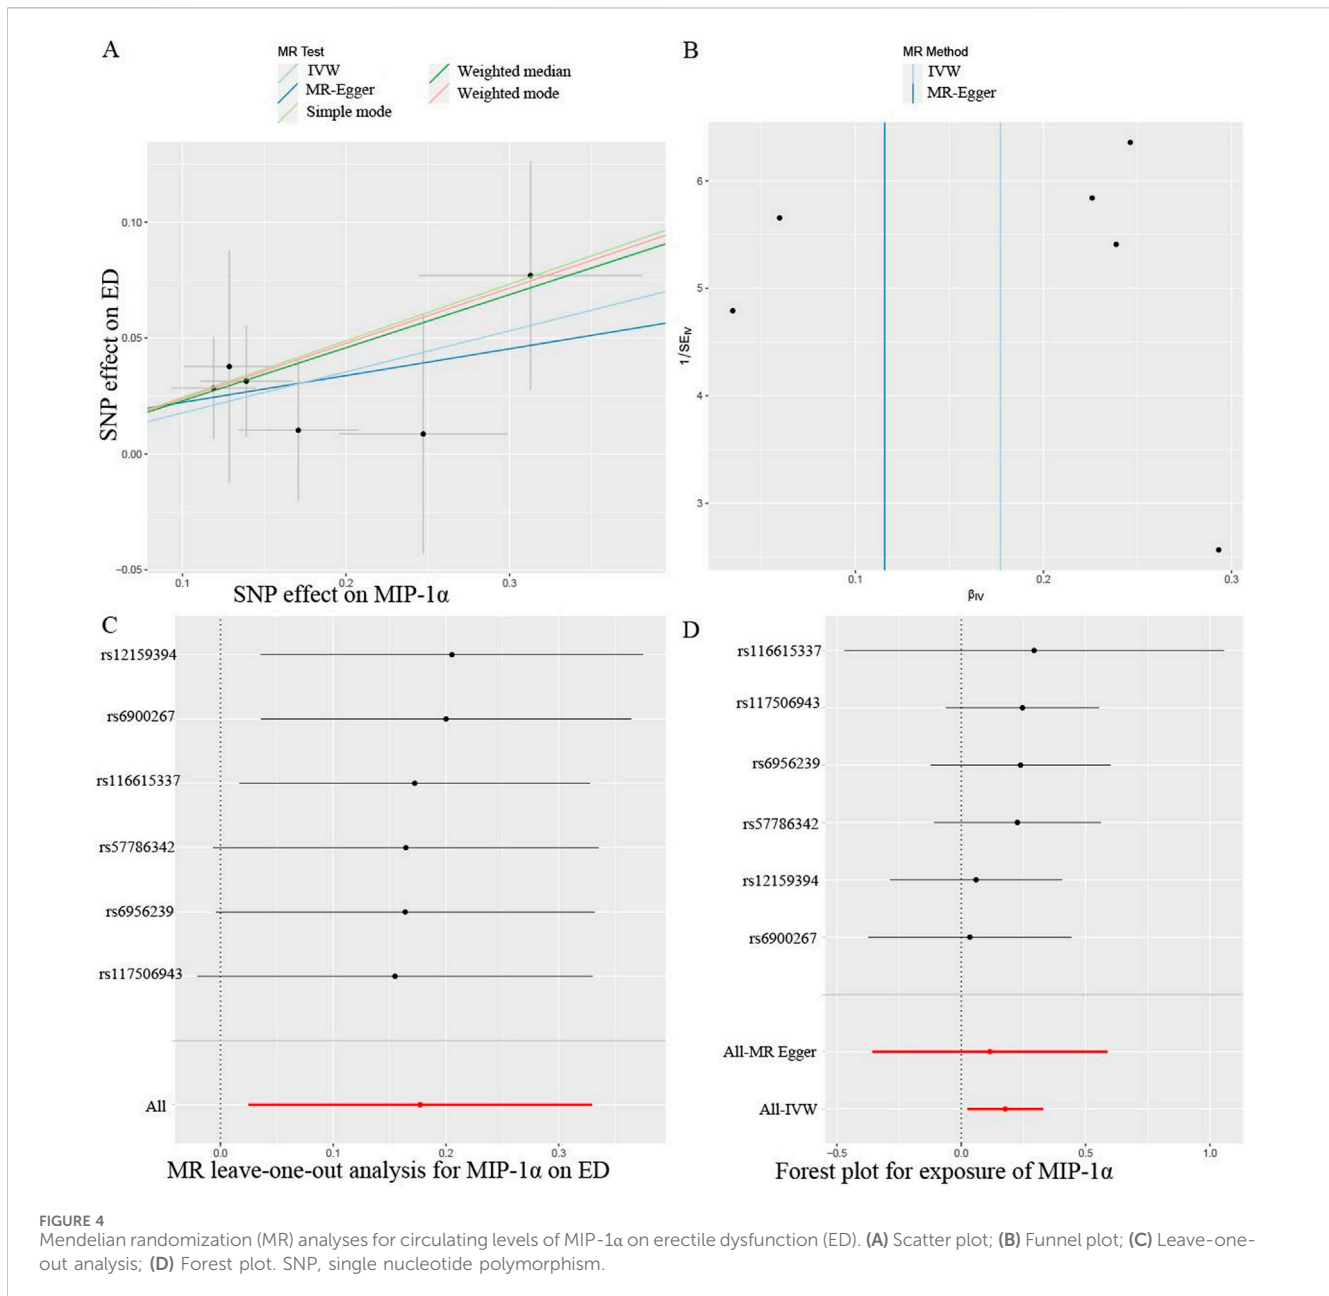 A
MR Test
IVW
MR-Egger
Simple mode
Weighted median
Weighted mode
SNP effect on ED
0.10
0.05
0.00
−0.05
0.1
0.2
0.3
SNP effect on MIP-1α
B
MR Method
IVW
MR-Egger
1/SEIV
6
5
4
3
0.1
0.2
0.3
βIV
C
rs12159394
rs6900267
rs116615337
rs57786342
rs6956239
rs117506943
All
0.0
0.1
0.2
0.3
MR leave-one-out analysis for MIP-1α on ED
D
rs116615337
rs117506943
rs6956239
rs57786342
rs12159394
rs6900267
All-MR Egger
All-IVW
−0.5
0.0
0.5
1.0
Forest plot for exposure of MIP-1α
FIGURE 4
Mendelian randomization (MR) analyses for circulating levels of MIP-1α on erectile dysfunction (ED). (A) Scatter plot; (B) Funnel plot; (C) Leave-one-
out analysis; (D) Forest plot. SNP, single nucleotide polymorphism.